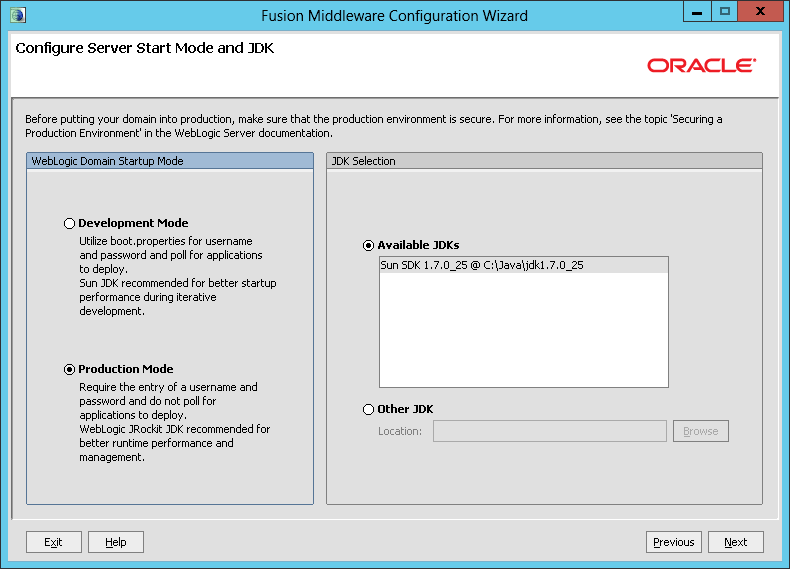 Fusion Middleware Configuration Wizard
Configure Server Start Mode and JDK
ORACLE
Before putting your domain into production, make sure that the production environment is secure. For more information, see the topic 'Securing a
Production Environment' in the WebLogic Server documentation.
WebLogic Domain Startup Mode
Development Mode
Utilize boot.properties for username
and password and poll for applications
to deploy.
Sun JDK recommended for better startup
performance during iterative
development.
Production Mode
Require the entry of a username and
password and do not poll for
applications to deploy.
WebLogic JRockit JDK recommended for
better runtime performance and
management.
JDK Selection
Available JDKs
Sun SDK 1.7.0_25 @ C:\Java\jdk1.7.0_25
Other JDK
Location:
Browse
Exit
Help
Previous
Next